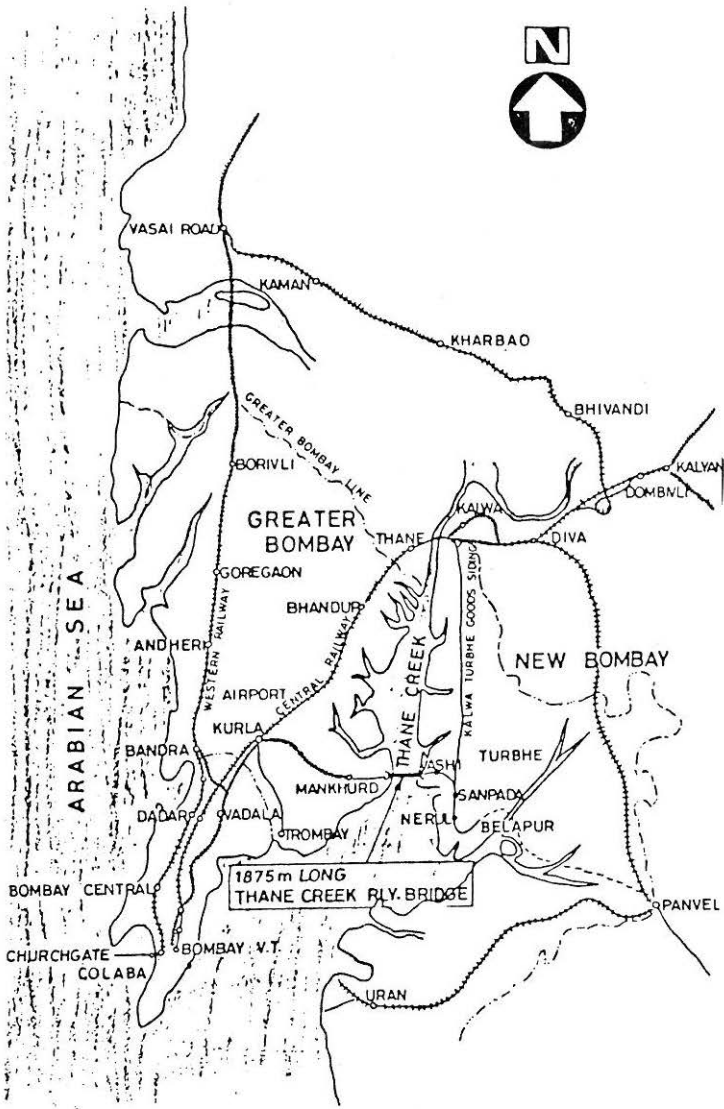 N
VASAI ROAD
KAMAN
KHARBAO
BHIVANDI
GREATER BOMBAY LINE
BORIVLI
KALYAN
DOMBIVLI
KALWA
GREATER
BOMBAY
THANE
DIVA
GOREGAON
BHANDUP
ARABIAN SEA
WESTERN RAILWAY
CENTRAL RAILWAY
THANE CREEK
KALWA TURBHE GOODS SIDING
ANDHERI
NEW BOMBAY
AIRPORT
KURLA
BANDRA
TURBHE
ASHI
MANKHURD
SANPADA
DADAR
WADALA
NERUL
BELAPUR
TROMBAY
1875m LONG
THANE CREEK RLY. BRIDGE
BOMBAY CENTRAL
PANVEL
CHURCHGATE
BOMBAY V.T.
COLABA
URAN